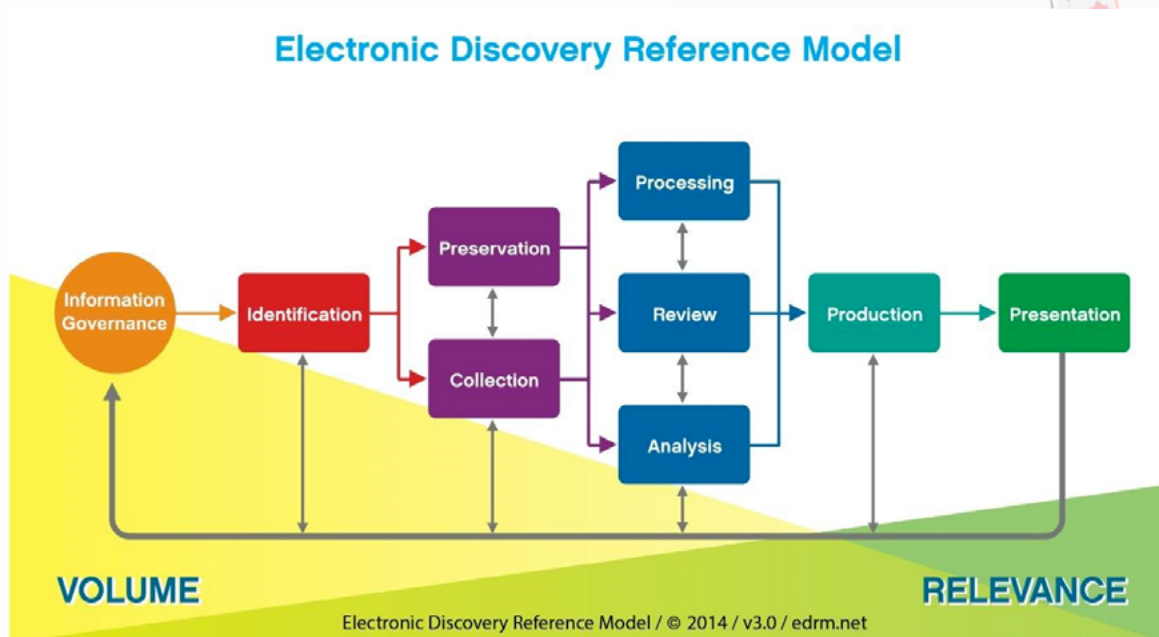 Electronic Discovery Reference Model
Processing
Preservation
Information
Governance
Identification
Review
Production
Presentation
Collection
Analysis
VOLUME
RELEVANCE
Electronic Discovery Reference Model / © 2014 / v3.0 / edrm.net